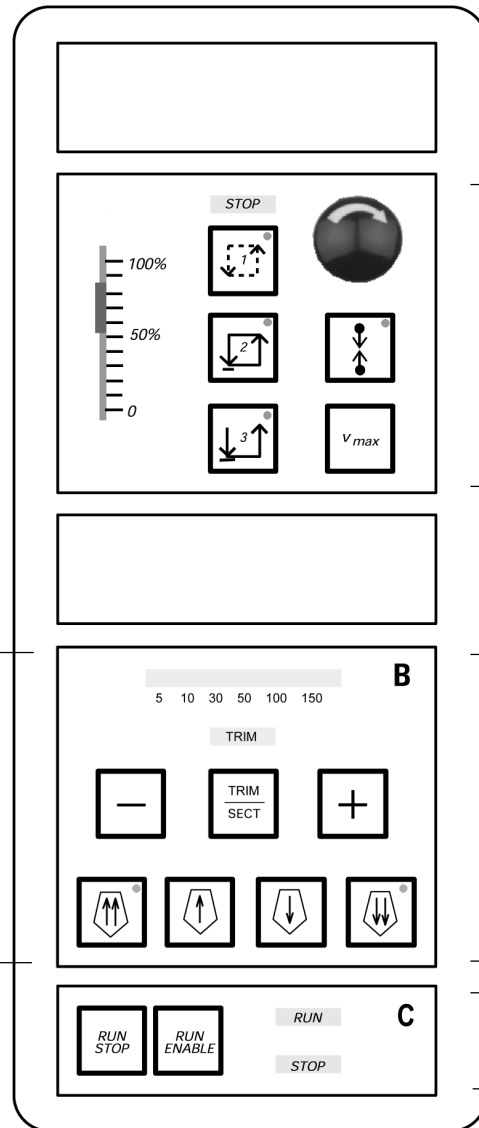 STOP
100%
50%
0
1
2
3
v max
B
5 10 30 50 100 150
TRIM
−
TRIM
SECT
+
C
RUN
STOP
RUN
ENABLE
RUN
STOP